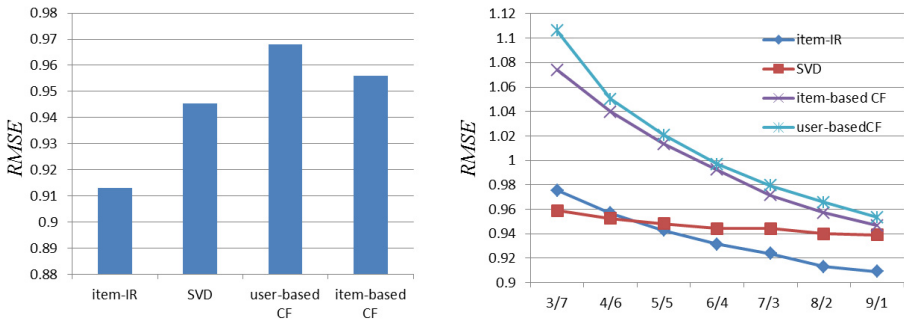 0.98
0.97
0.96
0.95
0.94
0.93
0.92
0.91
0.9
0.89
0.88
RMSE
item-IR
SVD
user-based CF
item-based CF
1.12
1.1
1.08
1.06
1.04
1.02
1
0.98
0.96
0.94
0.92
0.9
RMSE
item-IR
SVD
item-based CF
user-basedCF
3/7 4/6 5/5 6/4 7/3 8/2 9/1